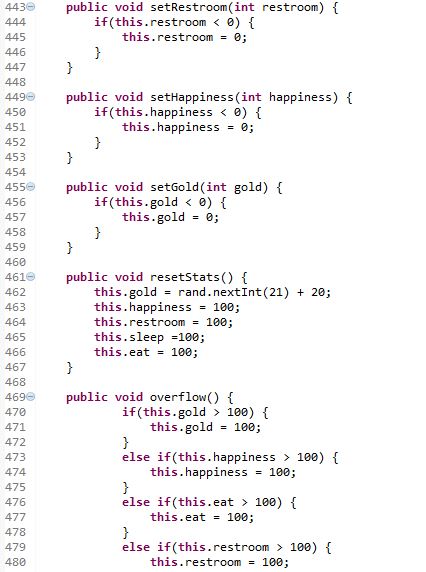 443 public void setRestroom(int restroom) {
444 if(this.restroom < 0) {
445 this.restroom = 0;
446 }
447 }
448
449 public void setHappiness(int happiness) {
450 if(this.happiness < 0) {
451 this.happiness = 0;
452 }
453 }
454
455 public void setGold(int gold) {
456 if(this.gold < 0) {
457 this.gold = 0;
458 }
459 }
460
461 public void resetStats() {
462 this.gold = rand.nextInt(21) + 20;
463 this.happiness = 100;
464 this.restroom = 100;
465 this.sleep =100;
466 this.eat = 100;
467 }
468
469 public void overflow() {
470 if(this.gold > 100) {
471 this.gold = 100;
472 }
473 else if(this.happiness > 100) {
474 this.happiness = 100;
475 }
476 else if(this.eat > 100) {
477 this.eat = 100;
478 }
479 else if(this.restroom > 100) {
480 this.restroom = 100;